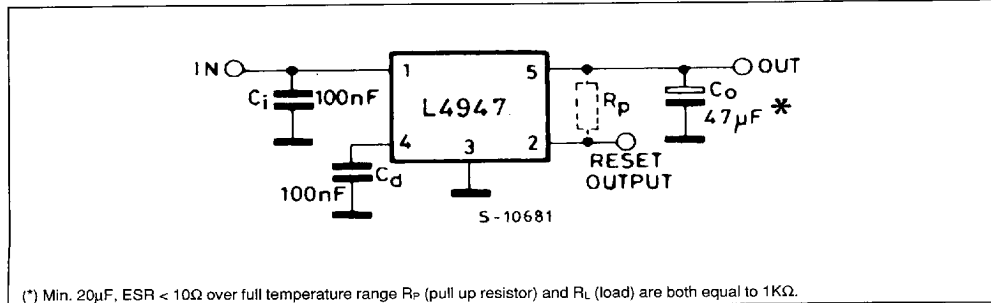 IN
1
5
OUT
Ci
100nF
L4947
Rp
Co
47µF *
4
3
2
Cd
100nF
RESET
OUTPUT
S-10681
(*) Min. 20µF, ESR < 10Ω over full temperature range RP (pull up resistor) and RL (load) are both equal to 1KΩ.